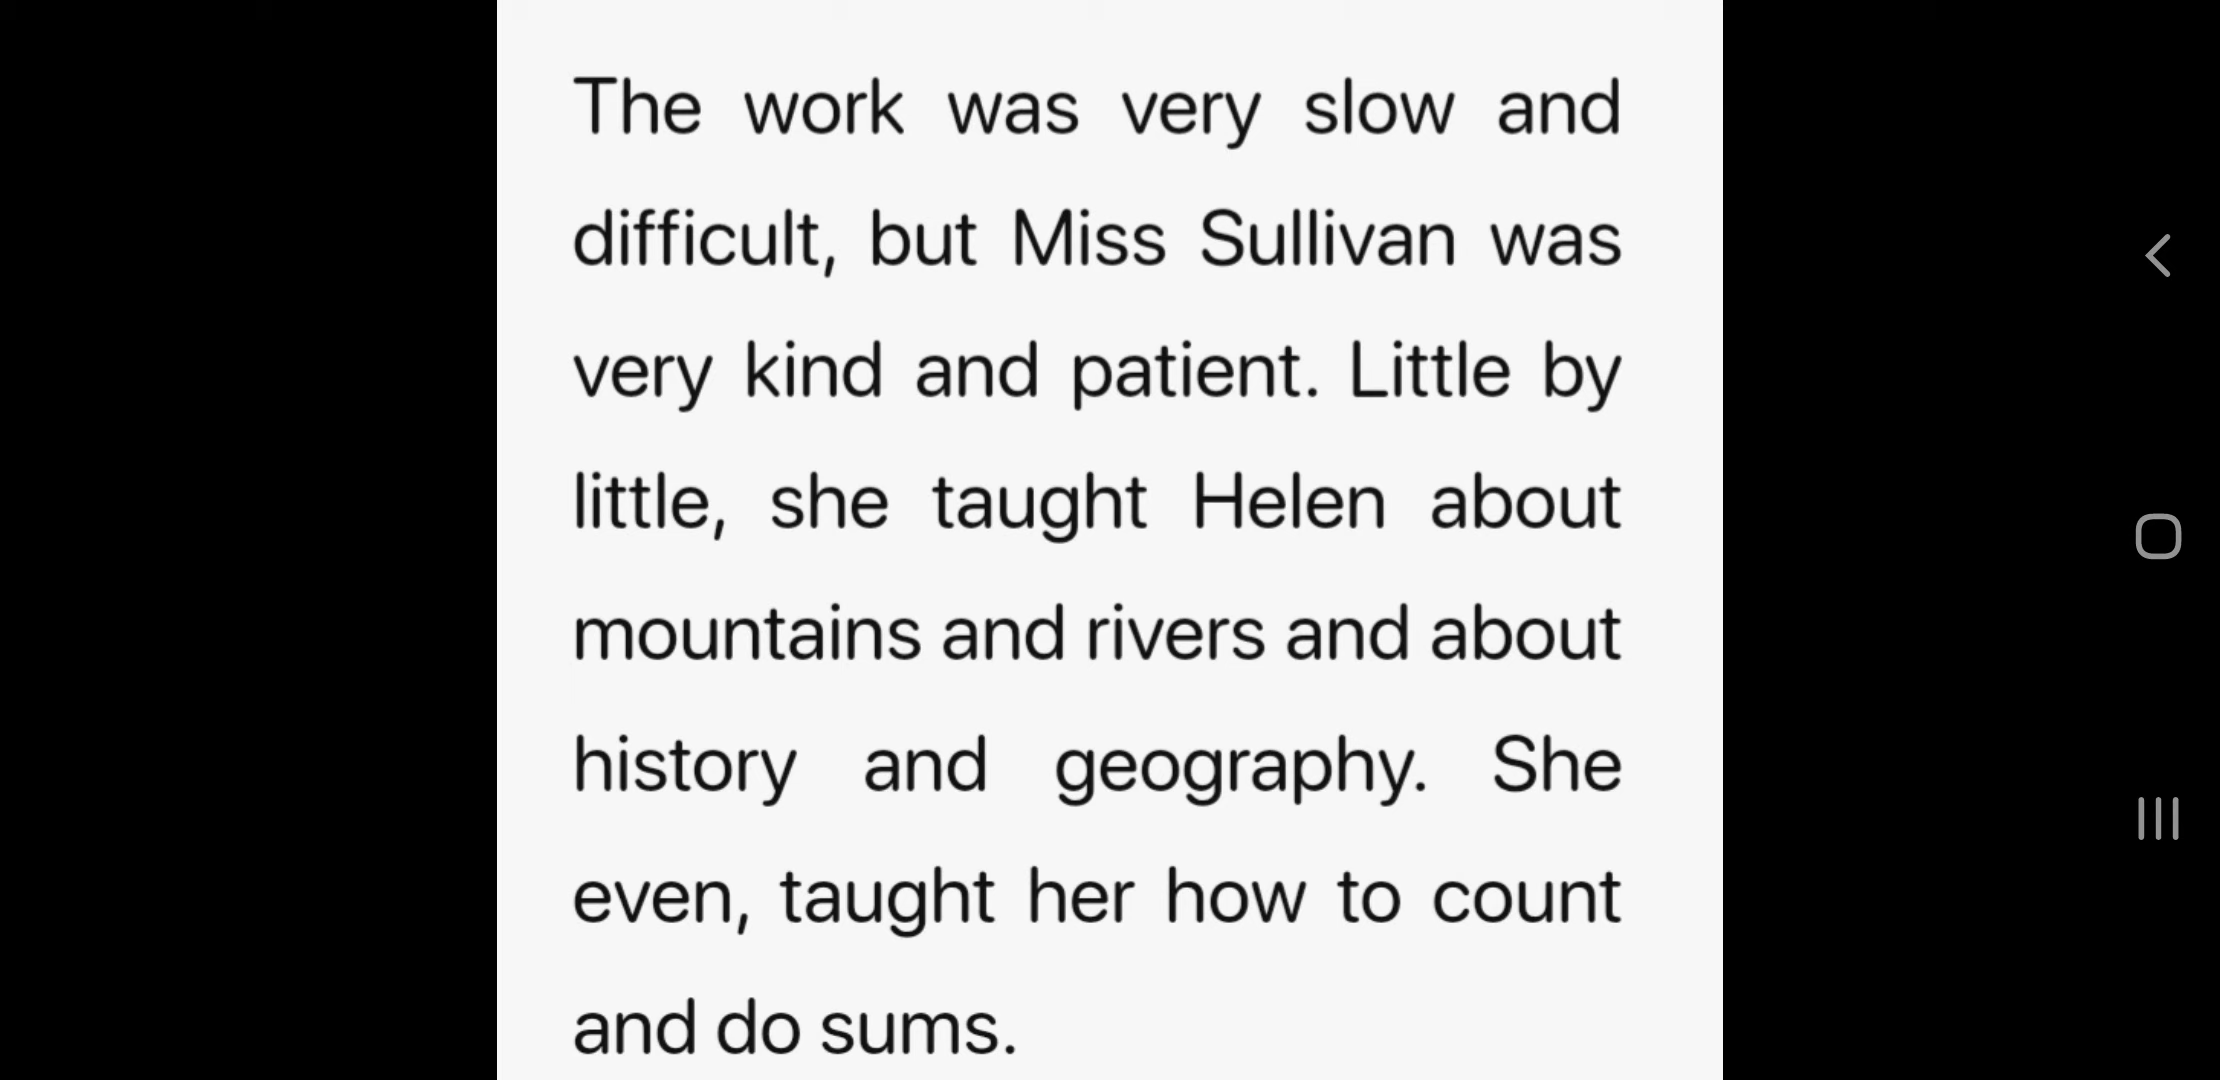 The work was very slow and
difficult, but Miss Sullivan was
very kind and patient. Little by
little, she taught Helen about
mountains and rivers and about
history and geography. She
even, taught her how to count
and do sums.